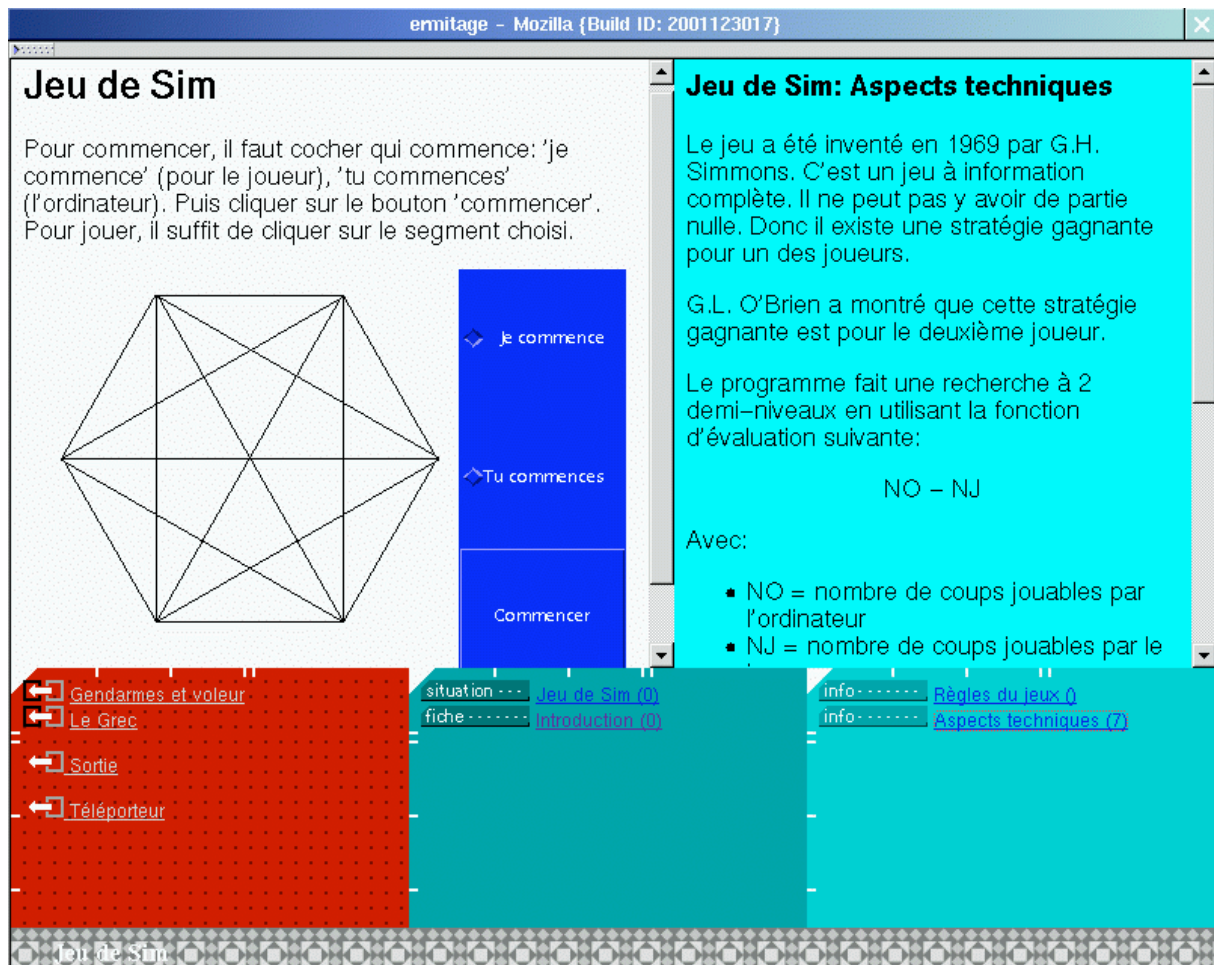 ermitage – Mozilla {Build ID: 2001123017}
Jeu de Sim
Pour commencer, il faut cocher qui commence: 'je
commence' (pour le joueur), 'tu commences'
(l'ordinateur). Puis cliquer sur le bouton 'commencer'.
Pour jouer, il suffit de cliquer sur le segment choisi.
Je commence
Tu commences
Commencer
Jeu de Sim: Aspects techniques
Le jeu a été inventé en 1969 par G.H.
Simmons. C'est un jeu à information
complète. Il ne peut pas y avoir de partie
nulle. Donc il existe une stratégie gagnante
pour un des joueurs.
G.L. O'Brien a montré que cette stratégie
gagnante est pour le deuxième joueur.
Le programme fait une recherche à 2
demi–niveaux en utilisant la fonction
d'évaluation suivante:
NO – NJ
Avec:
• NO = nombre de coups jouables par
l'ordinateur
• NJ = nombre de coups jouables par le
Gendarmes et voleur
Le Grec
Sortie
Téléporteur
situation --- Jeu de Sim (0)
fiche ------- Introduction (0)
info------- Règles du jeux ()
info------- Aspects techniques (7)
Jeu de Sim